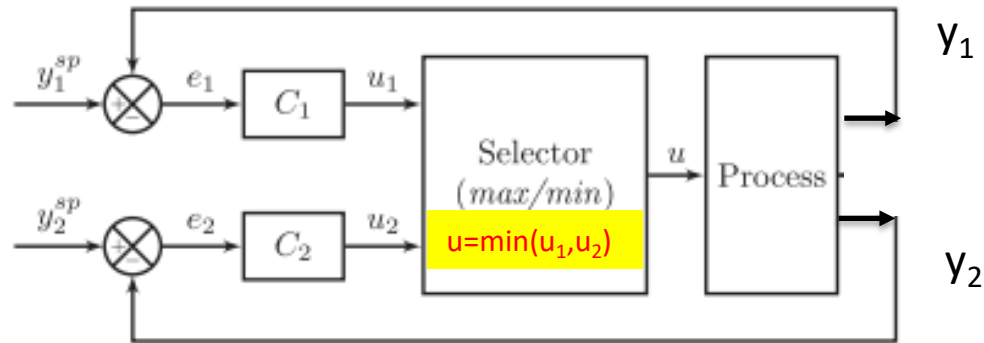 y₁
y₁ˢᵖ
+
−
e₁
C₁
u₁
Selector
(max/min)
u=min(u₁,u₂)
u
Process
y₂ˢᵖ
+
−
e₂
C₂
u₂
y₂